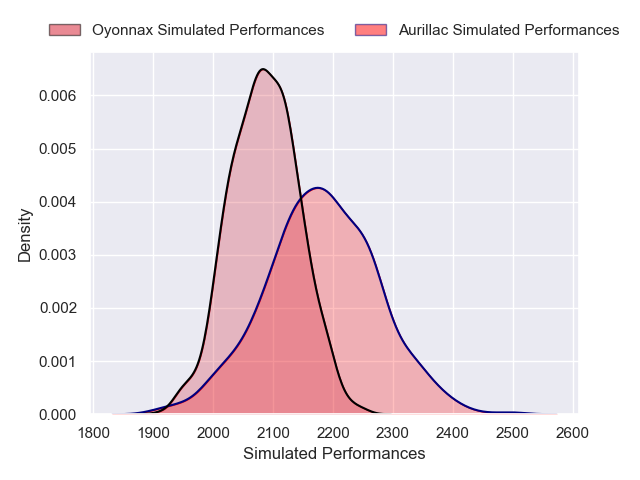 Oyonnax Simulated Performances Aurillac Simulated Performances
0.006
0.005
0.004
0.003
0.002
0.001
0.000
Density
1800 1900 2000 2100 2200 2300 2400 2500 2600
Simulated Performances